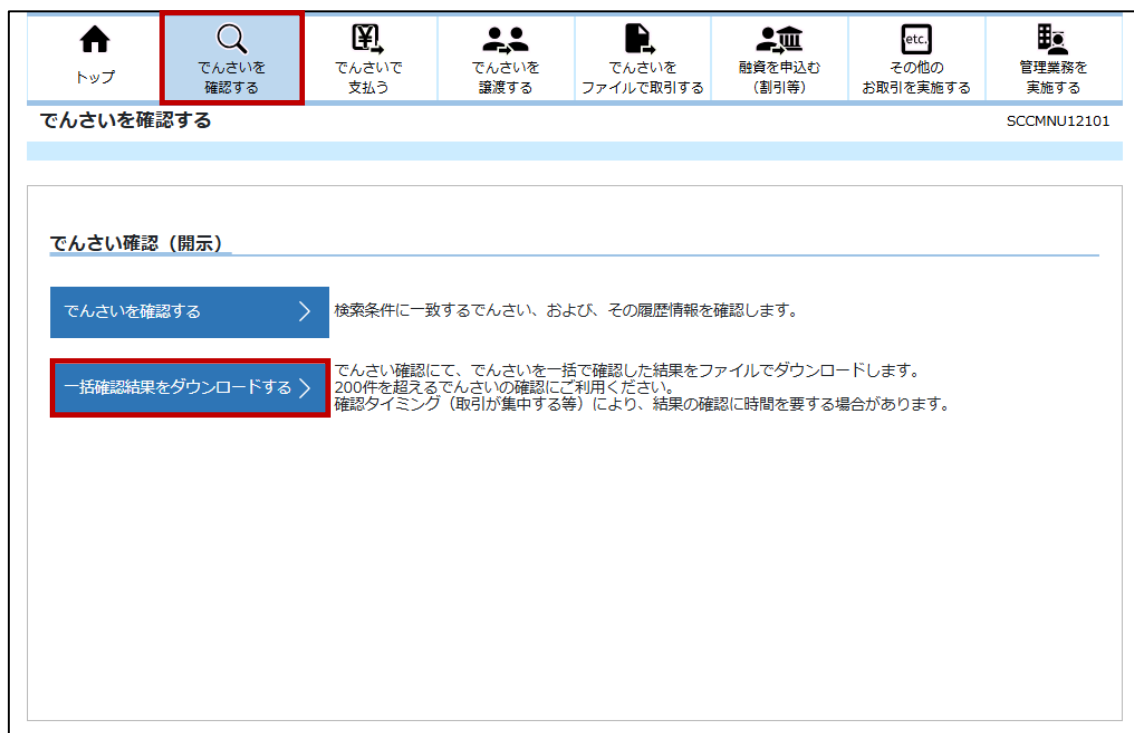 トップ
でんさいを
確認する
でんさいで
支払う
でんさいを
譲渡する
でんさいを
ファイルで取引する
融資を申込む
（割引等）
etc.
その他の
お取引を実施する
管理業務を
実施する
でんさいを確認する
SCCMNU12101
でんさい確認（開示）
でんさいを確認する
検索条件に一致するでんさい、および、その履歴情報を確認します。
一括確認結果をダウンロードする
でんさい確認にて、でんさいを一括で確認した結果をファイルでダウンロードします。
200件を超えるでんさいの確認にご利用ください。
確認タイミング（取引が集中する等）により、結果の確認に時間を要する場合があります。